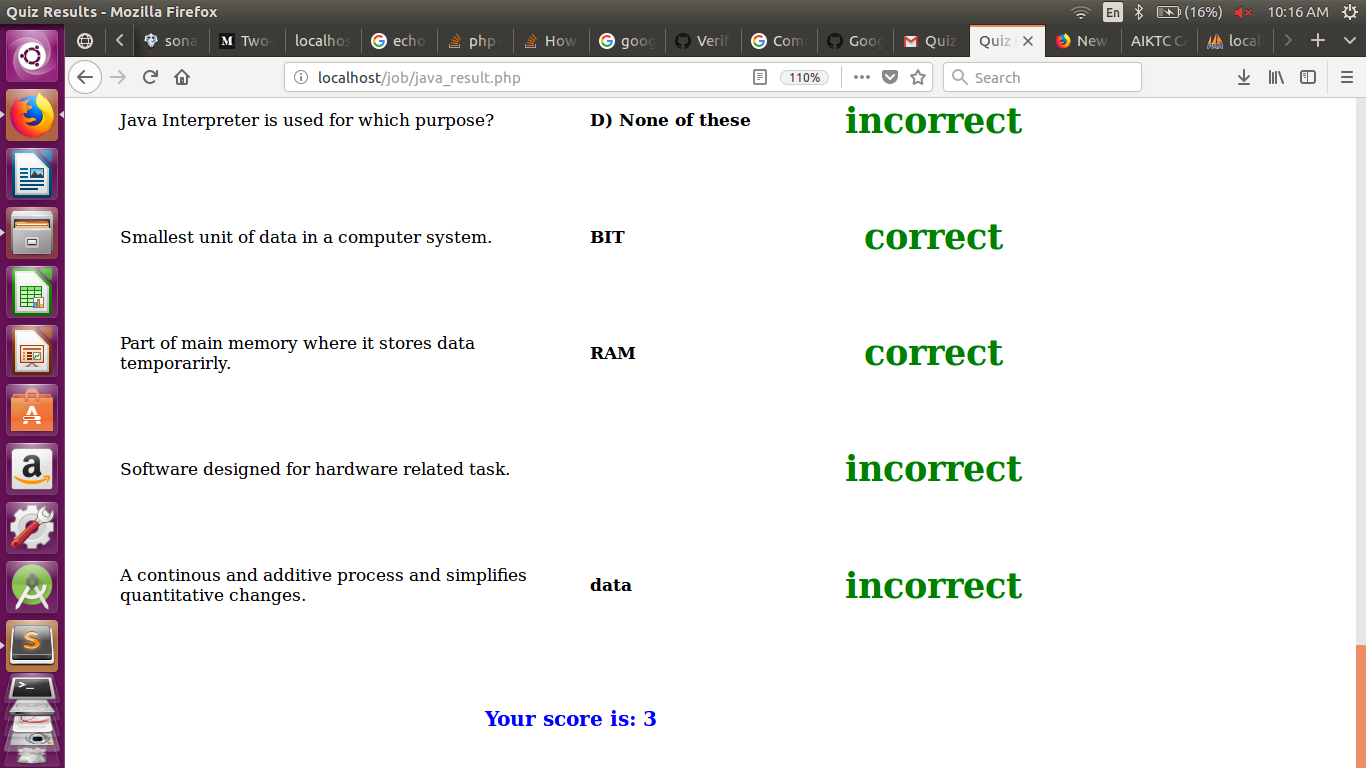 Quiz Results - Mozilla Firefox
En
(16%)
10:16 AM
sona
Two-
localhos
echo
php
How
goog
Verif
Com
Goog
Quiz
Quiz
New
AIKTC C
local
localhost/job/java_result.php
110%
Search
Java Interpreter is used for which purpose?
D) None of these
incorrect
Smallest unit of data in a computer system.
BIT
correct
Part of main memory where it stores data
temporarirly.
RAM
correct
Software designed for hardware related task.
incorrect
A continous and additive process and simplifies
quantitative changes.
data
incorrect
Your score is: 3